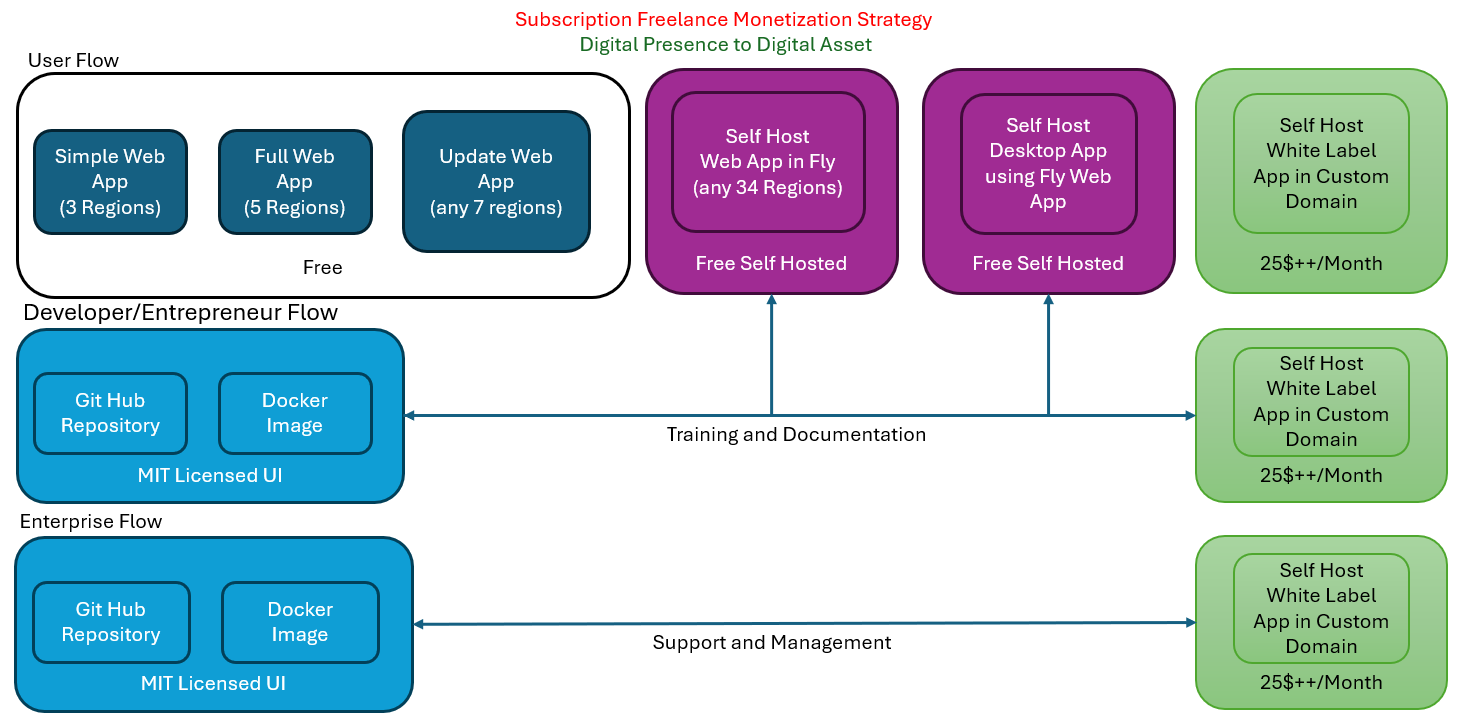 Subscription Freelance Monetization Strategy
Digital Presence to Digital Asset
User Flow
Simple Web
App
(3 Regions)
Full Web
App
(5 Regions)
Update Web
App
(any 7 regions)
Free
Self Host
Web App in Fly
(any 34 Regions)
Free Self Hosted
Self Host
Desktop App
using Fly Web
App
Free Self Hosted
Self Host
White Label
App in Custom
Domain
25$++/Month
Developer/Entrepreneur Flow
Git Hub
Repository
Docker
Image
MIT Licensed UI
Training and Documentation
Self Host
White Label
App in Custom
Domain
25$++/Month
Enterprise Flow
Git Hub
Repository
Docker
Image
MIT Licensed UI
Support and Management
Self Host
White Label
App in Custom
Domain
25$++/Month